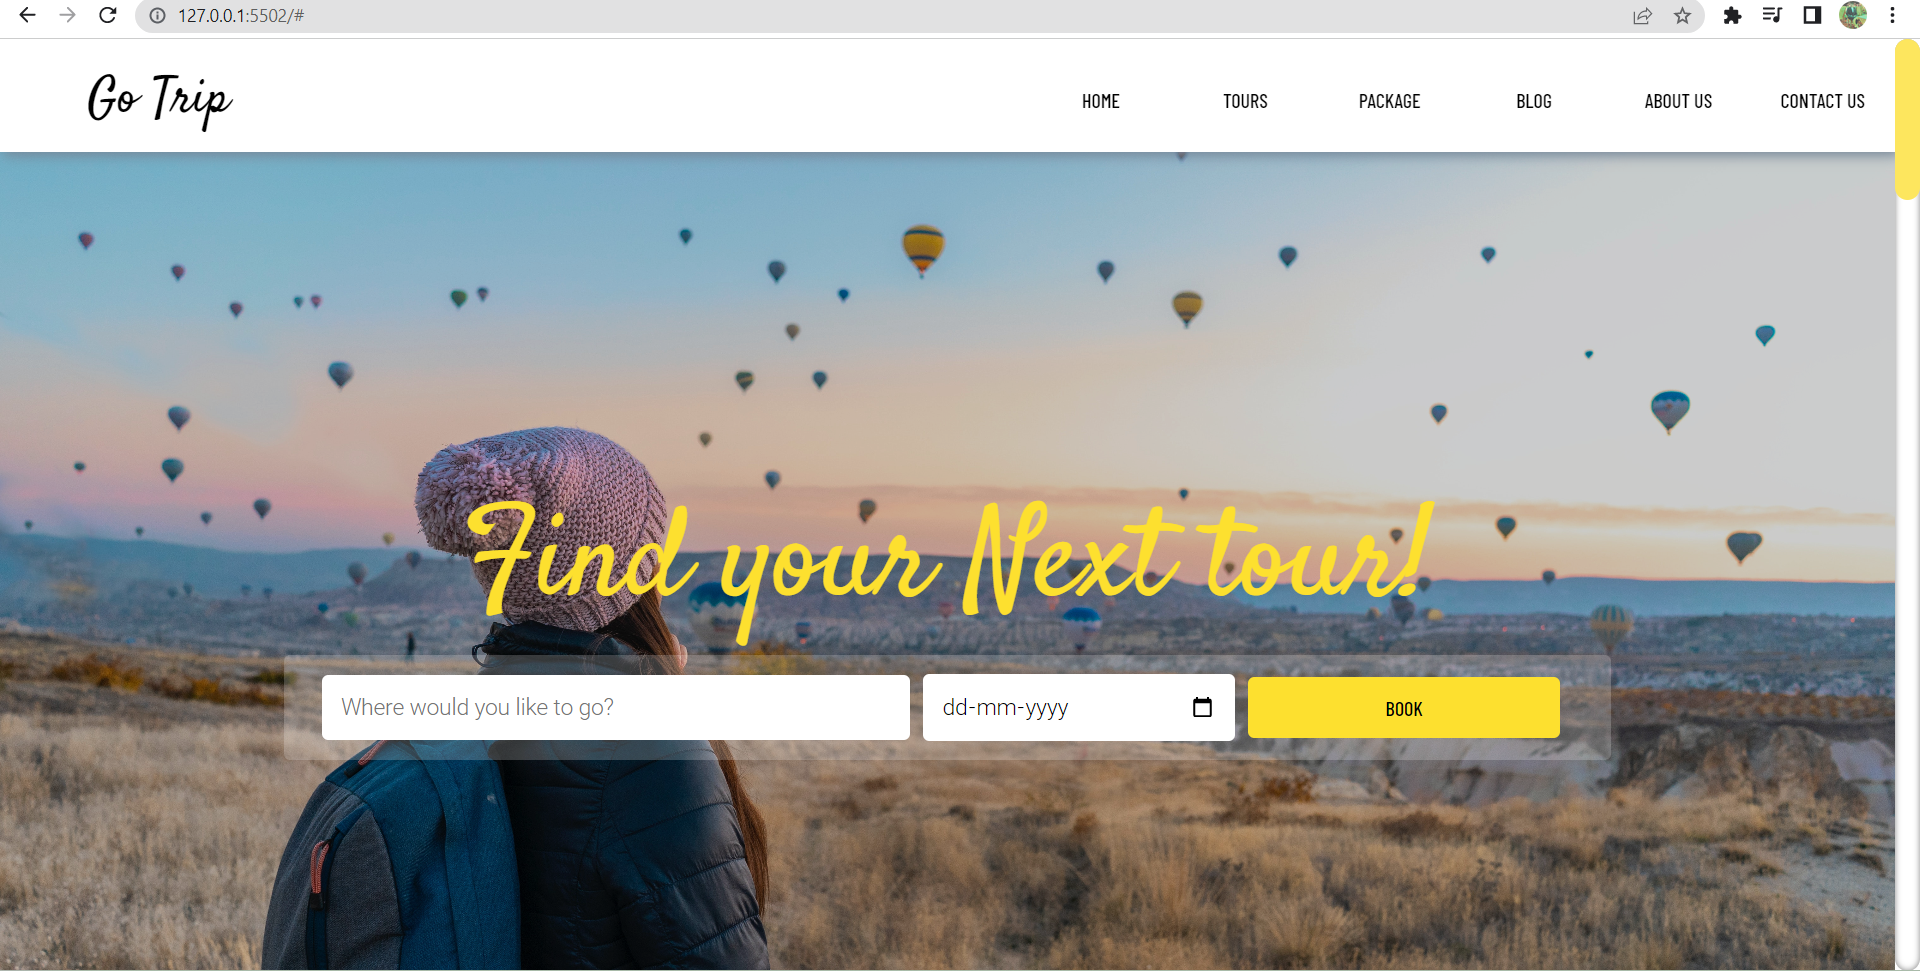 127.0.0.1:5502/#
Go Trip
HOME TOURS PACKAGE BLOG ABOUT US CONTACT US
Find your Next tour!
Where would you like to go? dd-mm-yyyy BOOK